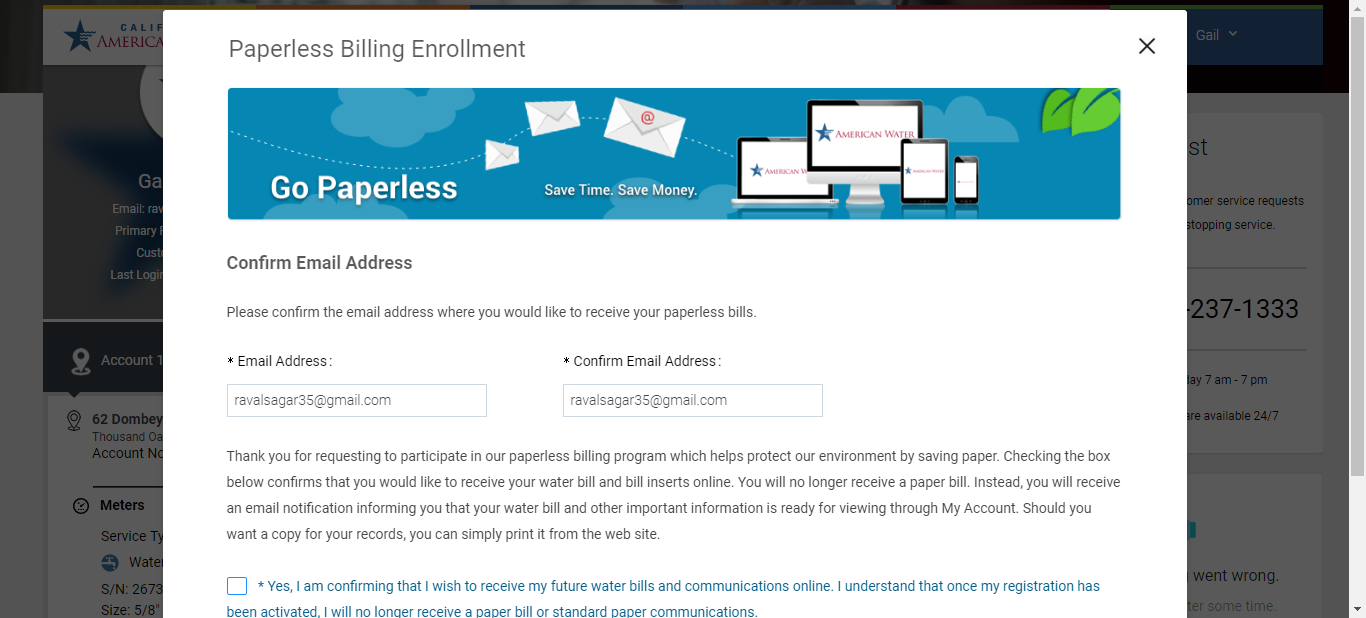 CALIF
AMERICA
Gail
Paperless Billing Enrollment
Go Paperless
Save Time. Save Money.
@
AMERICAN WATER
AMERICAN W
AMERICAN WATER
Confirm Email Address
Please confirm the email address where you would like to receive your paperless bills.
* Email Address :
* Confirm Email Address :
ravalsagar35@gmail.com
ravalsagar35@gmail.com
Thank you for requesting to participate in our paperless billing program which helps protect our environment by saving paper. Checking the box
below confirms that you would like to receive your water bill and bill inserts online. You will no longer receive a paper bill. Instead, you will receive
an email notification informing you that your water bill and other important information is ready for viewing through My Account. Should you
want a copy for your records, you can simply print it from the web site.
* Yes, I am confirming that I wish to receive my future water bills and communications online. I understand that once my registration has
been activated, I will no longer receive a paper bill or standard paper communications.
Ga
Email: rav
Primary P
Custo
Last Login
Account 1
62 Dombey
Thousand Oa
Account No
Meters
Service Ty
Water
S/N: 2673
Size: 5/8"
st
omer service requests
stopping service.
-237-1333
ay 7 am - 7 pm
are available 24/7
went wrong.
ter some time.